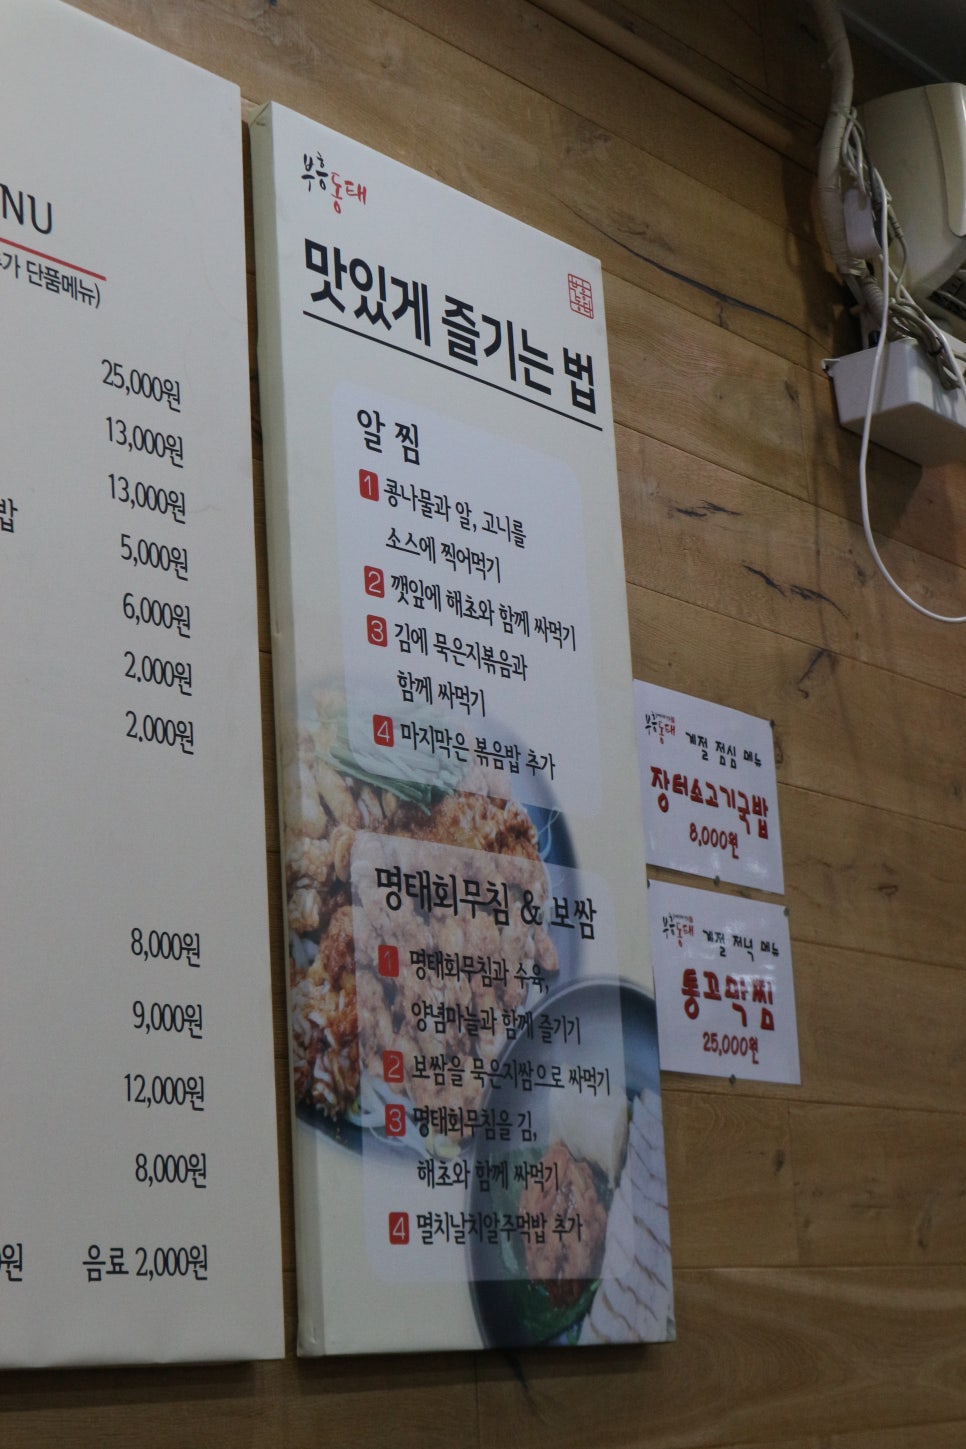 NU
가 단품메뉴)
25,000원
13,000원
13,000원
밥
5,000원
6,000원
2,000원
2,000원
8,000원
9,000원
12,000원
8,000원
원 음료 2,000원
부흥동태
맛있게 즐기는 법
알 찜
1 콩나물과 알, 고니를
소스에 찍어먹기
2 깻잎에 해초와 함께 싸먹기
3 김에 묵은지볶음과
함께 싸먹기
4 마지막은 볶음밥 추가
명태회무침 & 보쌈
1 명태회무침과 수육,
양념마늘과 함께 즐기기
2 보쌈을 묵은지쌈으로 싸먹기
3 명태회무침을 김,
해초와 함께 싸먹기
4 멸치날치알주먹밥 추가
부흥동태 계절 점심 메뉴
장터소고기국밥
8,000원
부흥동태 계절 저녁 메뉴
통꼬막찜
25,000원